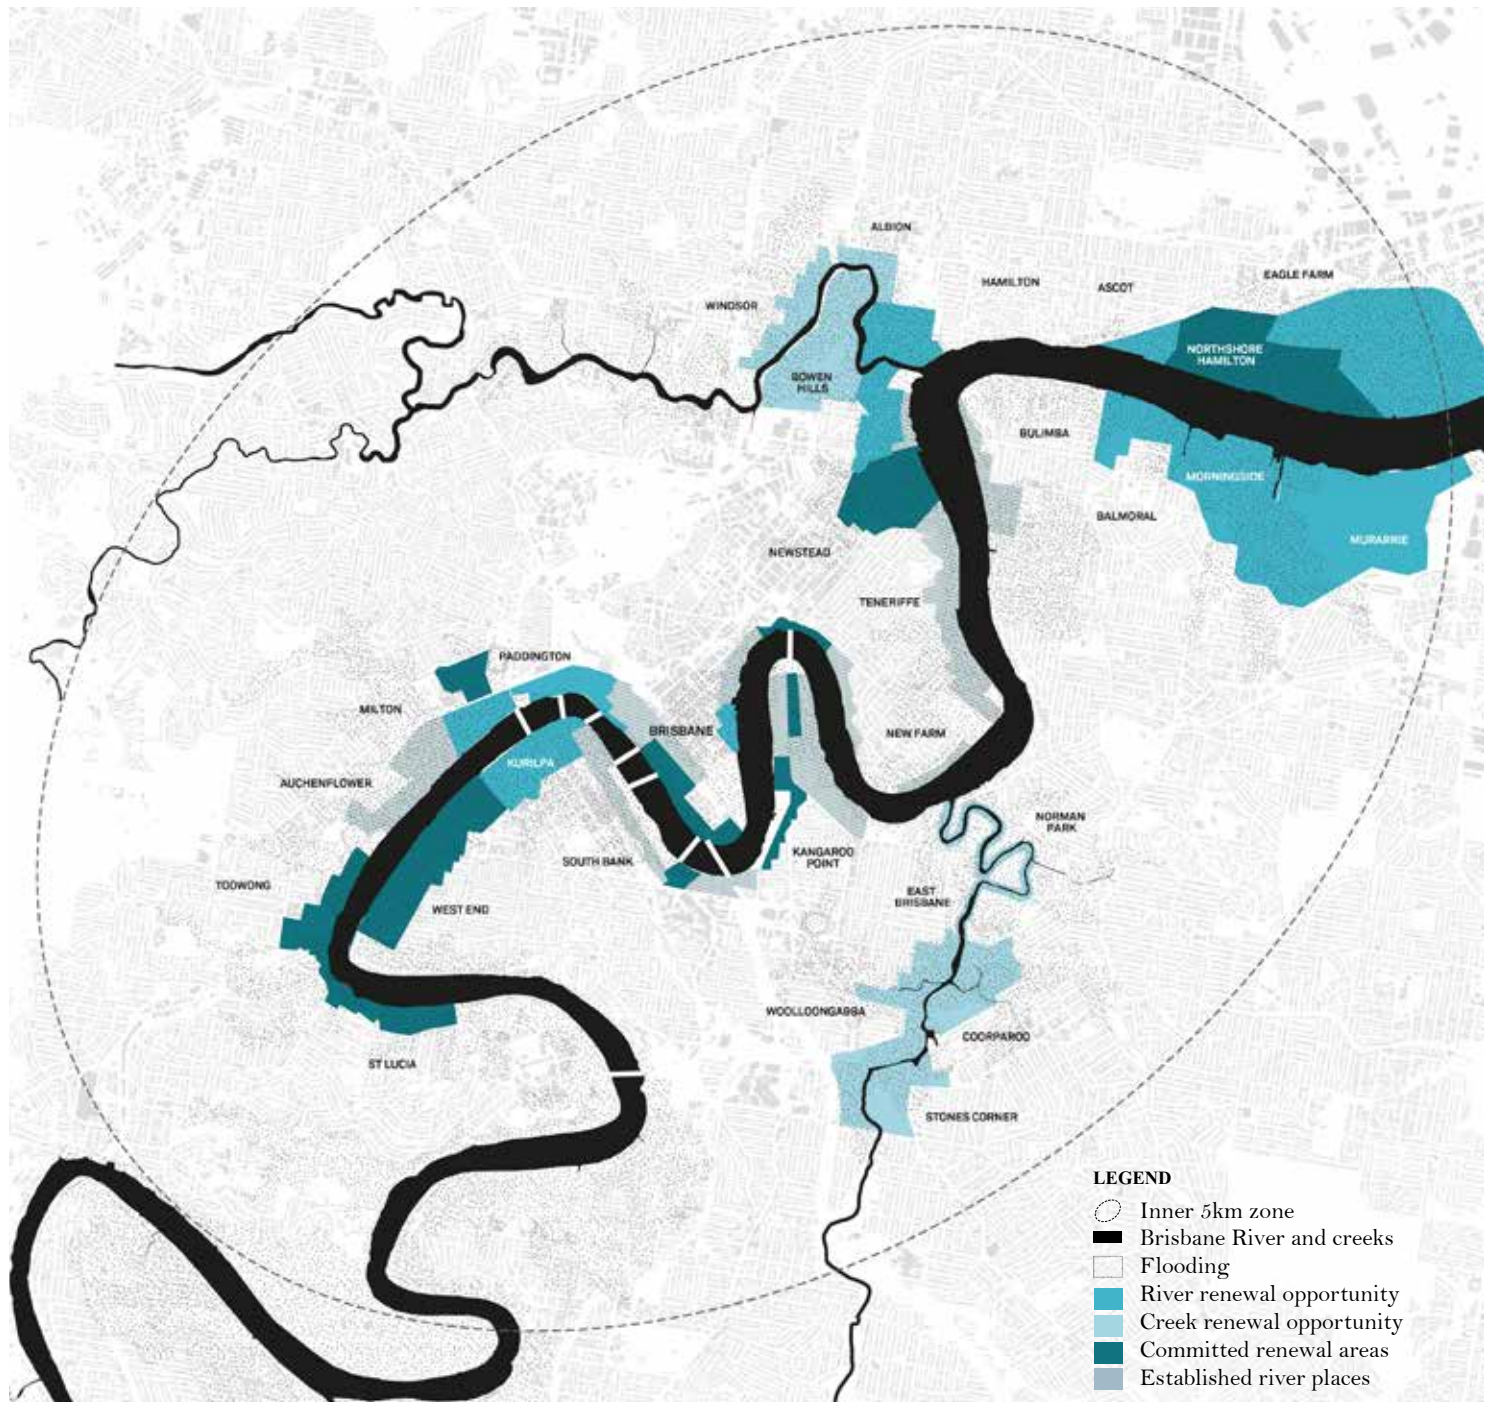 ALBION
HAMILTON
ASCOT
EAGLE FARM
WINDSOR
NORTHSHORE
HAMILTON
BOWEN
HILLS
BULIMBA
MORNINGSIDE
BALMORAL
MURARRIE
NEWSTEAD
TENERIFFE
PADDINGTON
MILTON
BRISBANE
NEW FARM
KURILPA
AUCHENFLOWER
NORMAN
PARK
SOUTH BANK
KANGAROO
POINT
TOOWONG
EAST
BRISBANE
WEST END
WOOLLOONGABBA
COORPAROO
ST LUCIA
STONES CORNER
LEGEND
Inner 5km zone
Brisbane River and creeks
Flooding
River renewal opportunity
Creek renewal opportunity
Committed renewal areas
Established river places